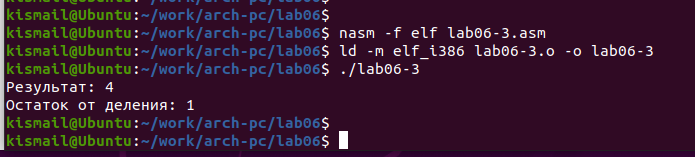 kismail@Ubuntu:~/work/arch-pc/lab06$
kismail@Ubuntu:~/work/arch-pc/lab06$ nasm -f elf lab06-3.asm
kismail@Ubuntu:~/work/arch-pc/lab06$ ld -m elf_i386 lab06-3.o -o lab06-3
kismail@Ubuntu:~/work/arch-pc/lab06$ ./lab06-3
Результат: 4
Остаток от деления: 1
kismail@Ubuntu:~/work/arch-pc/lab06$
kismail@Ubuntu:~/work/arch-pc/lab06$